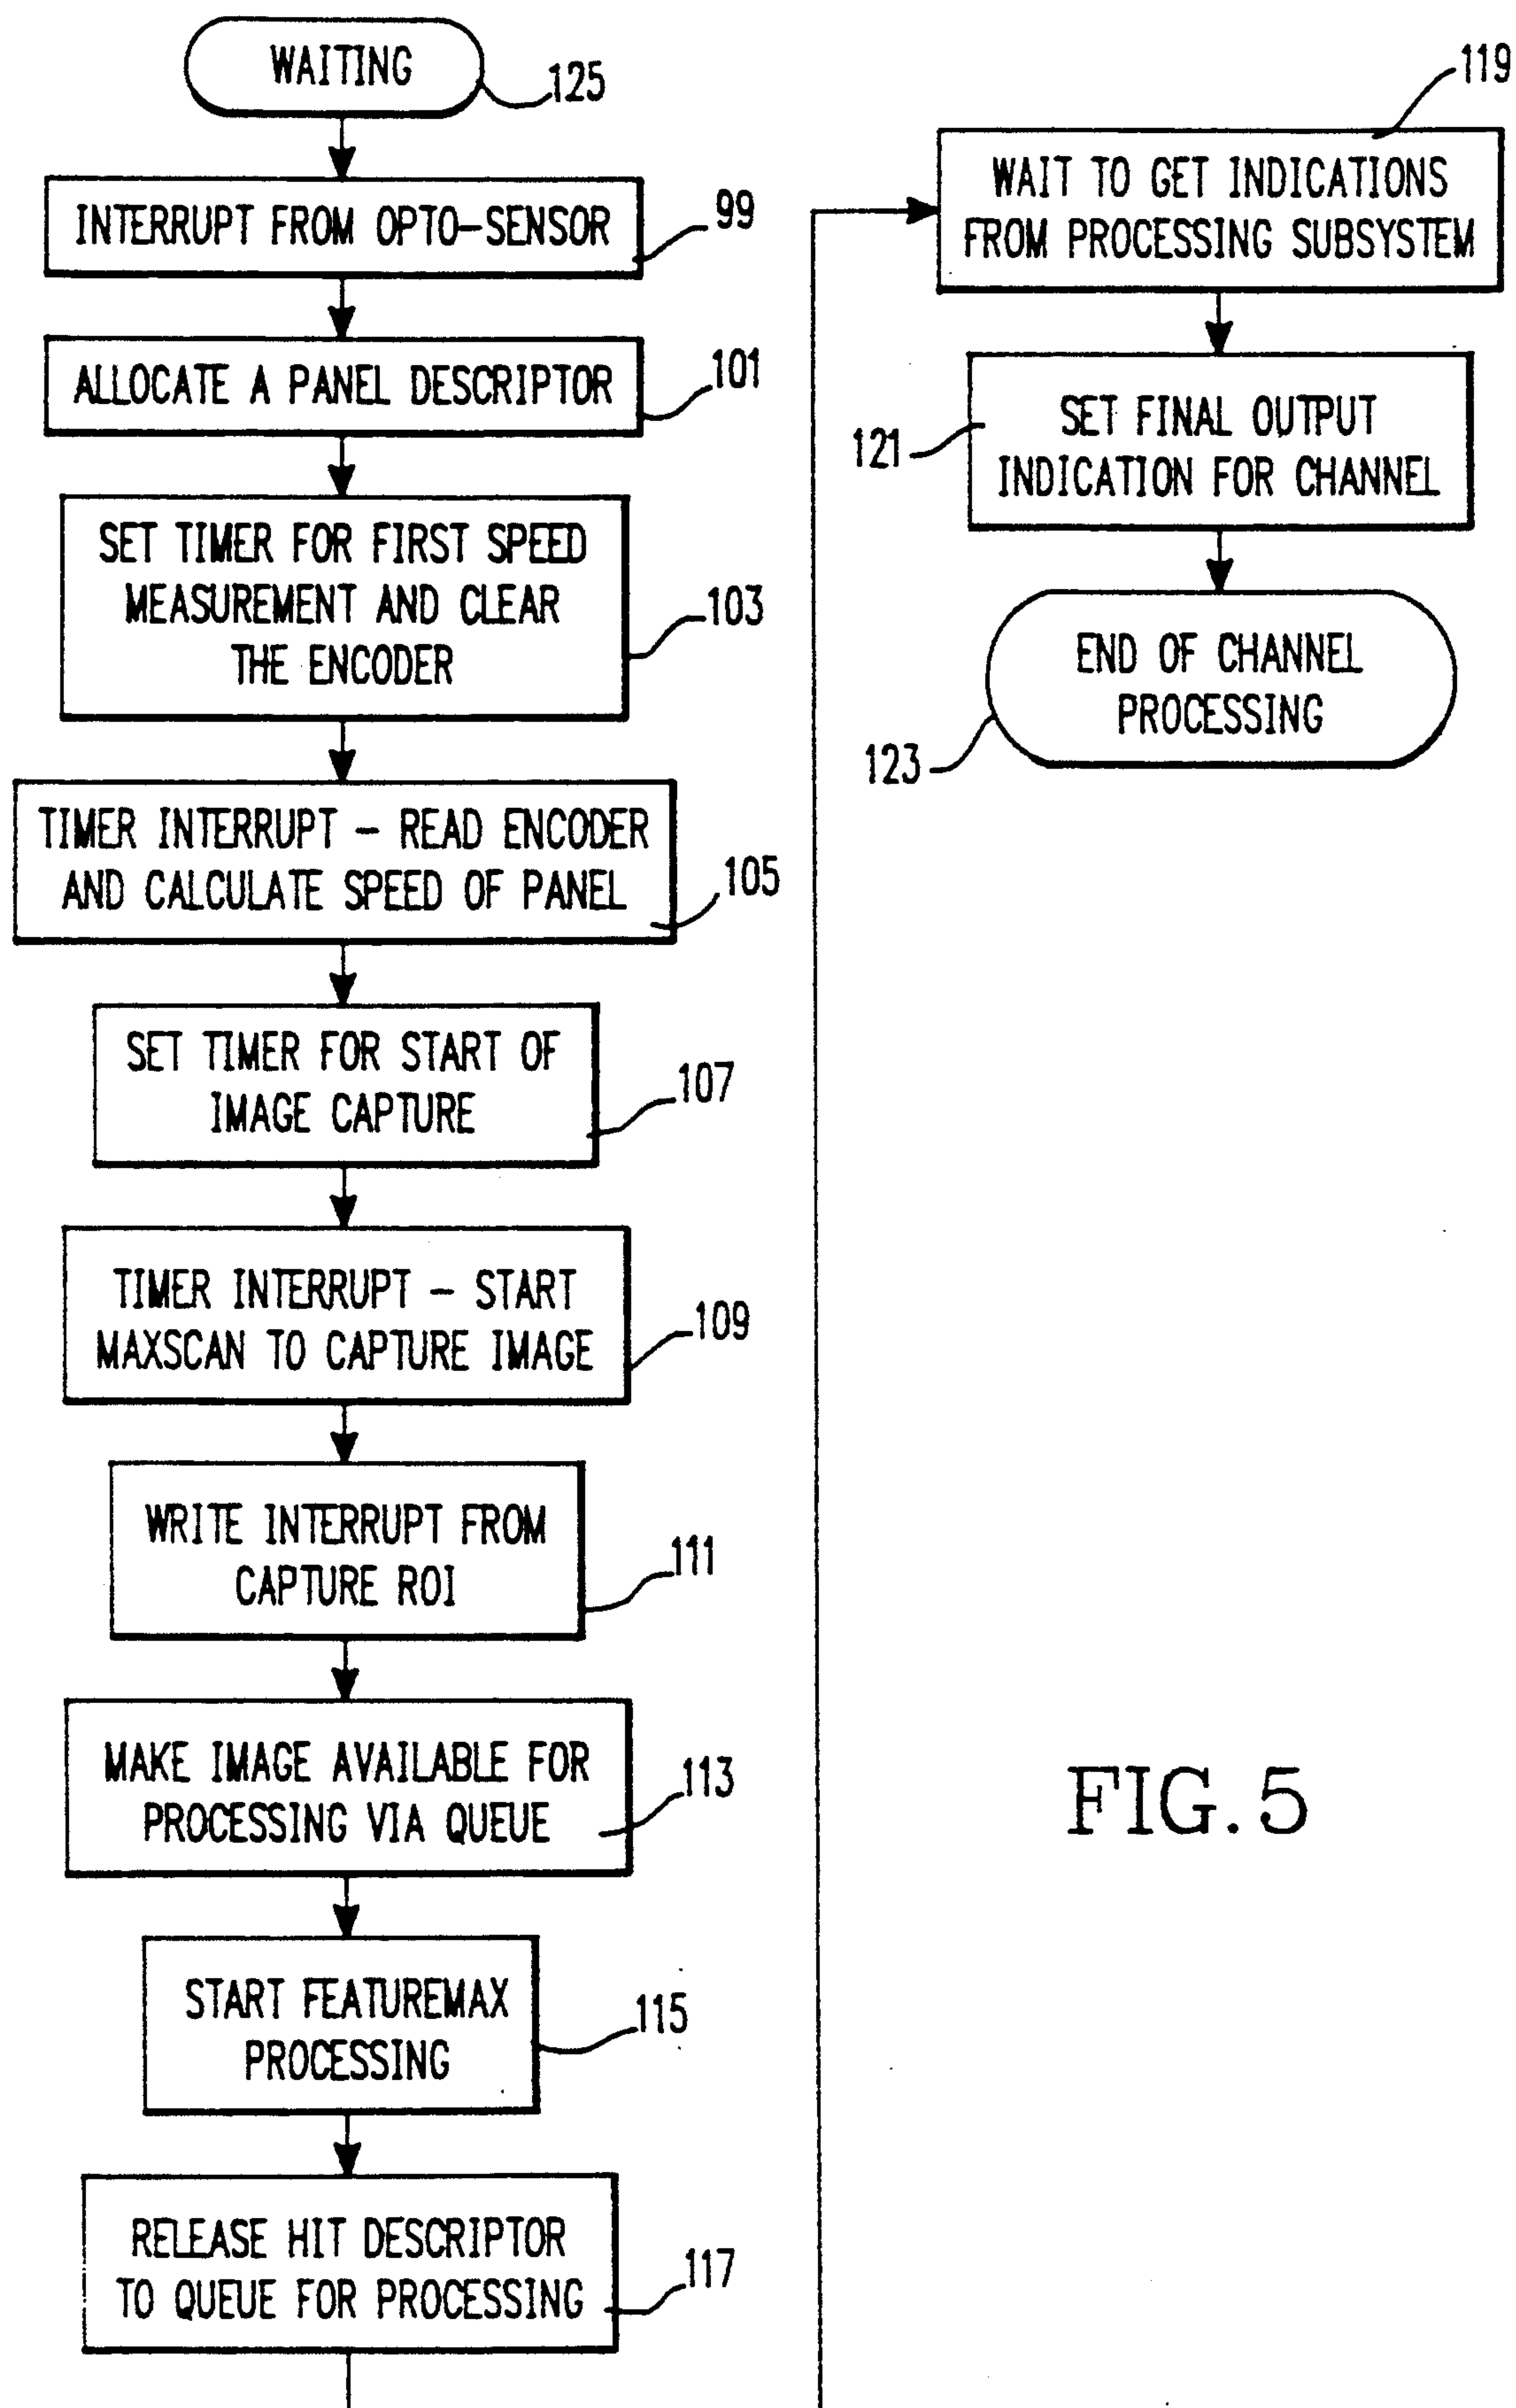 WAITING
125
INTERRUPT FROM OPTO-SENSOR
99
ALLOCATE A PANEL DESCRIPTOR
101
SET TIMER FOR FIRST SPEED
MEASUREMENT AND CLEAR
THE ENCODER
103
TIMER INTERRUPT - READ ENCODER
AND CALCULATE SPEED OF PANEL
105
SET TIMER FOR START OF
IMAGE CAPTURE
107
TIMER INTERRUPT - START
MAXSCAN TO CAPTURE IMAGE
109
WRITE INTERRUPT FROM
CAPTURE ROI
111
MAKE IMAGE AVAILABLE FOR
PROCESSING VIA QUEUE
113
START FEATUREMAX
PROCESSING
115
RELEASE HIT DESCRIPTOR
TO QUEUE FOR PROCESSING
117
119
WAIT TO GET INDICATIONS
FROM PROCESSING SUBSYSTEM
SET FINAL OUTPUT
INDICATION FOR CHANNEL
121
END OF CHANNEL
PROCESSING
123
FIG. 5